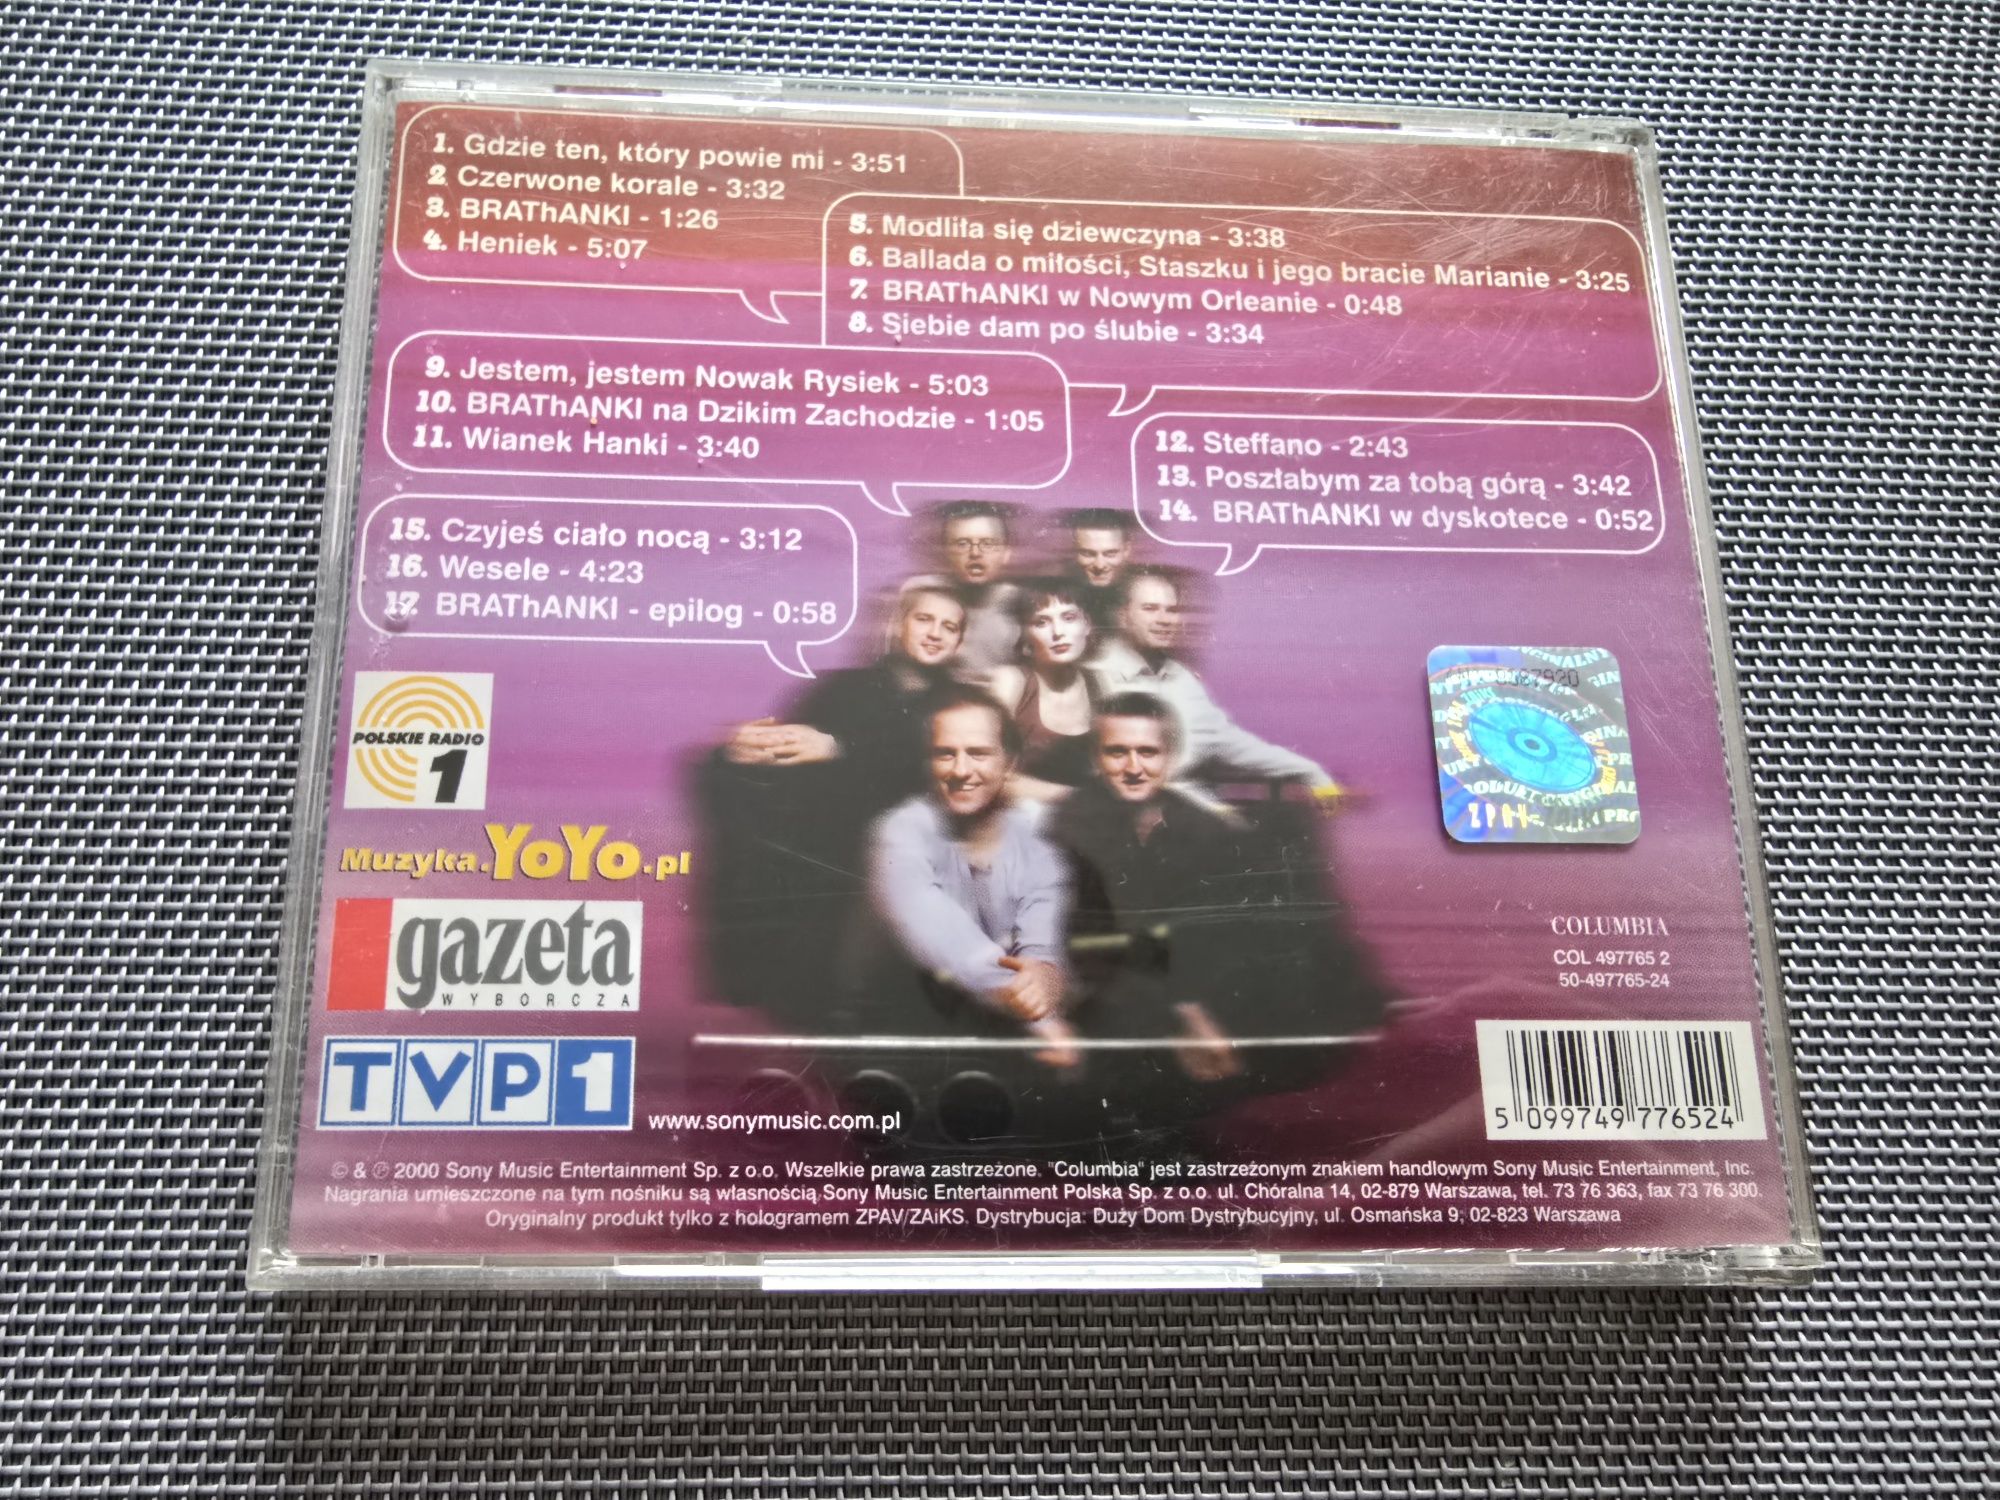 1. Gdzie ten, który powie mi - 3:51
2. Czerwone korale - 3:32
3. BRAThANKI - 1:26
4. Heniek - 5:07
5. Modliła się dziewczyna - 3:38
6. Ballada o miłości, Staszku i jego bracie Marianie - 3:25
7. BRAThANKI w Nowym Orleanie - 0:48
8. Siebie dam po ślubie - 3:34
9. Jestem, jestem Nowak Rysiek - 5:03
10. BRAThANKI na Dzikim Zachodzie - 1:05
11. Wianek Hanki - 3:40
12. Steffano - 2:43
13. Poszłabym za tobą górą - 3:42
14. BRAThANKI w dyskotece - 0:52
15. Czyjeś ciało nocą - 3:12
16. Wesele - 4:23
17. BRAThANKI - epilog - 0:58
POLSKIE RADIO
1
Muzyka.YoYo.pl
gazeta
WYBORCZA
TVP1
www.sonymusic.com.pl
COLUMBIA
COL 497765 2
50-497765-24
5 099749 776524
© & ℗ 2000 Sony Music Entertainment Sp. z o.o. Wszelkie prawa zastrzeżone. "Columbia" jest zastrzeżonym znakiem handlowym Sony Music Entertainment, Inc.
Nagrania umieszczone na tym nośniku są własnością Sony Music Entertainment Polska Sp. z o.o. ul. Chóralna 14, 02-879 Warszawa, tel. 73 76 363, fax 73 76 300.
Oryginalny produkt tylko z hologramem ZPAV/ZAiKS. Dystrybucja: Duży Dom Dystrybucyjny, ul. Osmańska 9, 02-823 Warszawa